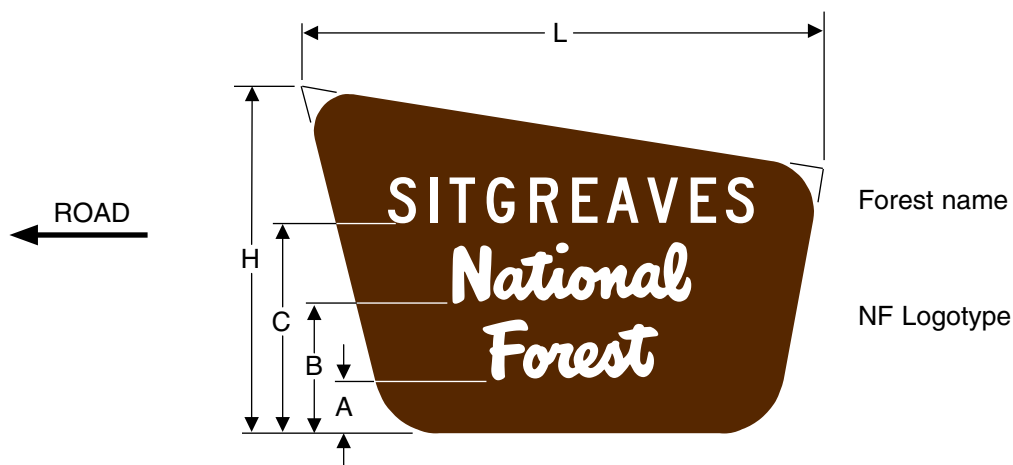 L
SITGREAVES
Forest name
ROAD
H
National
NF Logotype
C
Forest
B
A